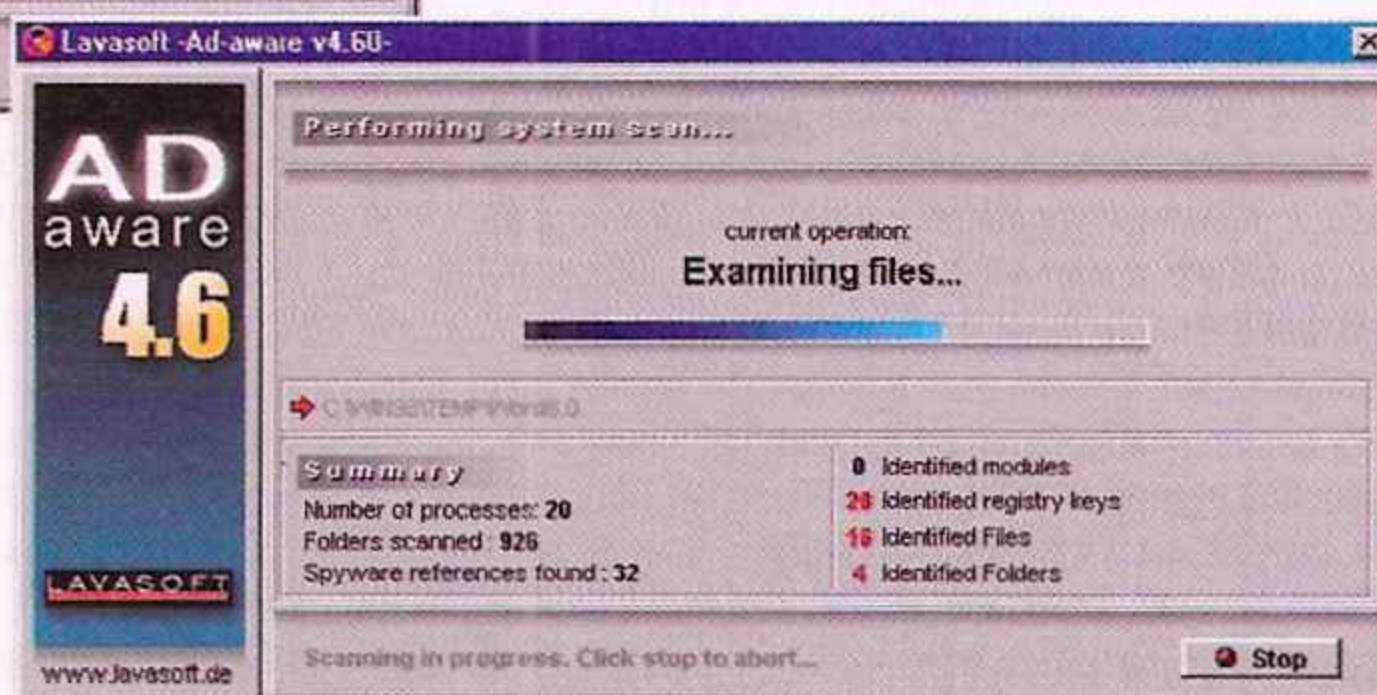 Lavasoft -Ad-aware v4.60-
AD
aware
4.6
LAVASOFT
www.lavasoft.de
Performing system scan...
current operation:
Examining files...
Summary
Number of processes: 20
Folders scanned : 926
Spyware references found : 32
0 Identified modules
Identified registry keys
Identified Files
4 Identified Folders
Scanning in progress. Click stop to abort...
Stop